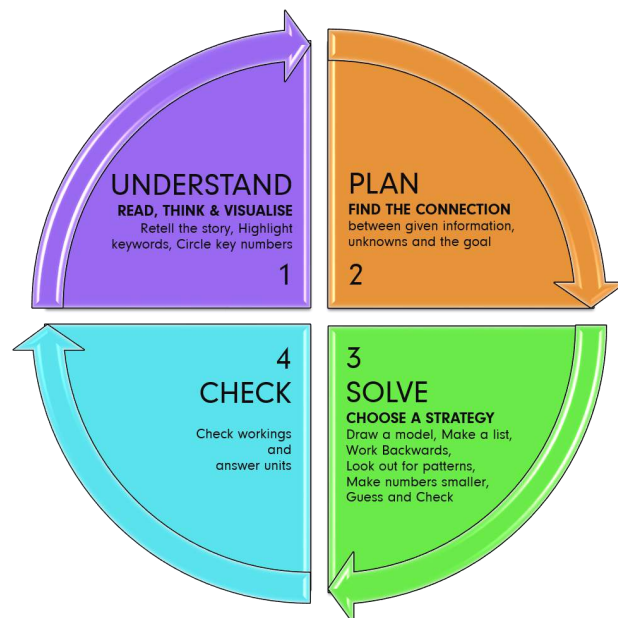 UNDERSTAND
READ, THINK & VISUALISE
Retell the story, Highlight
keywords, Circle key numbers
1
PLAN
FIND THE CONNECTION
between given information,
unknowns and the goal
2
3
SOLVE
CHOOSE A STRATEGY
Draw a model, Make a list,
Work Backwards,
Look out for patterns,
Make numbers smaller,
Guess and Check
4
CHECK
Check workings
and
answer units